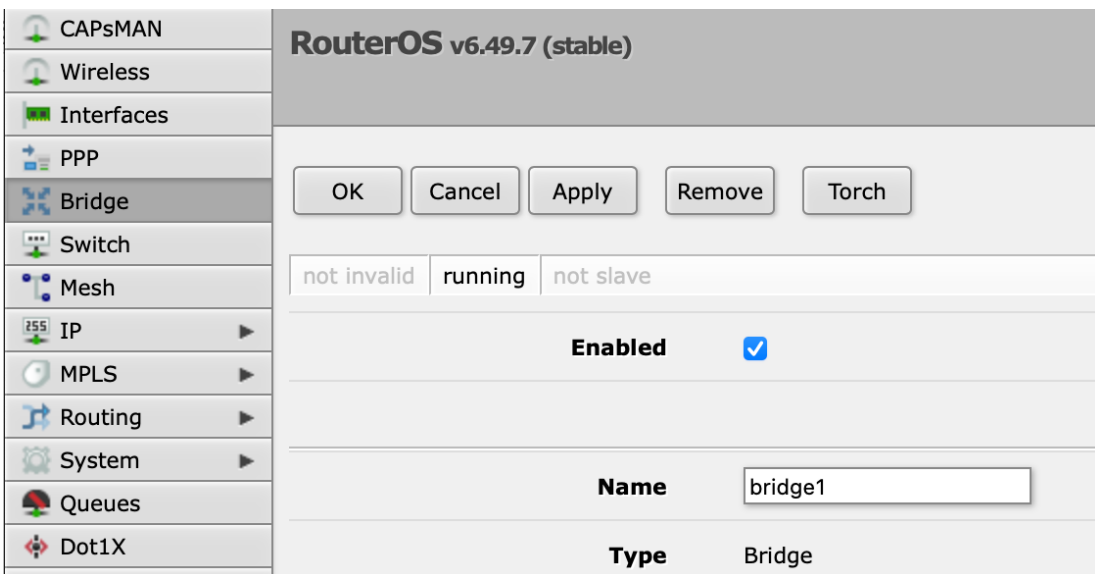 CAPsMAN
Wireless
Interfaces
PPP
Bridge
Switch
Mesh
255 IP
MPLS
Routing
System
Queues
Dot1X
RouterOS v6.49.7 (stable)
OK Cancel Apply Remove Torch
not invalid running not slave
Enabled
Name bridge1
Type Bridge